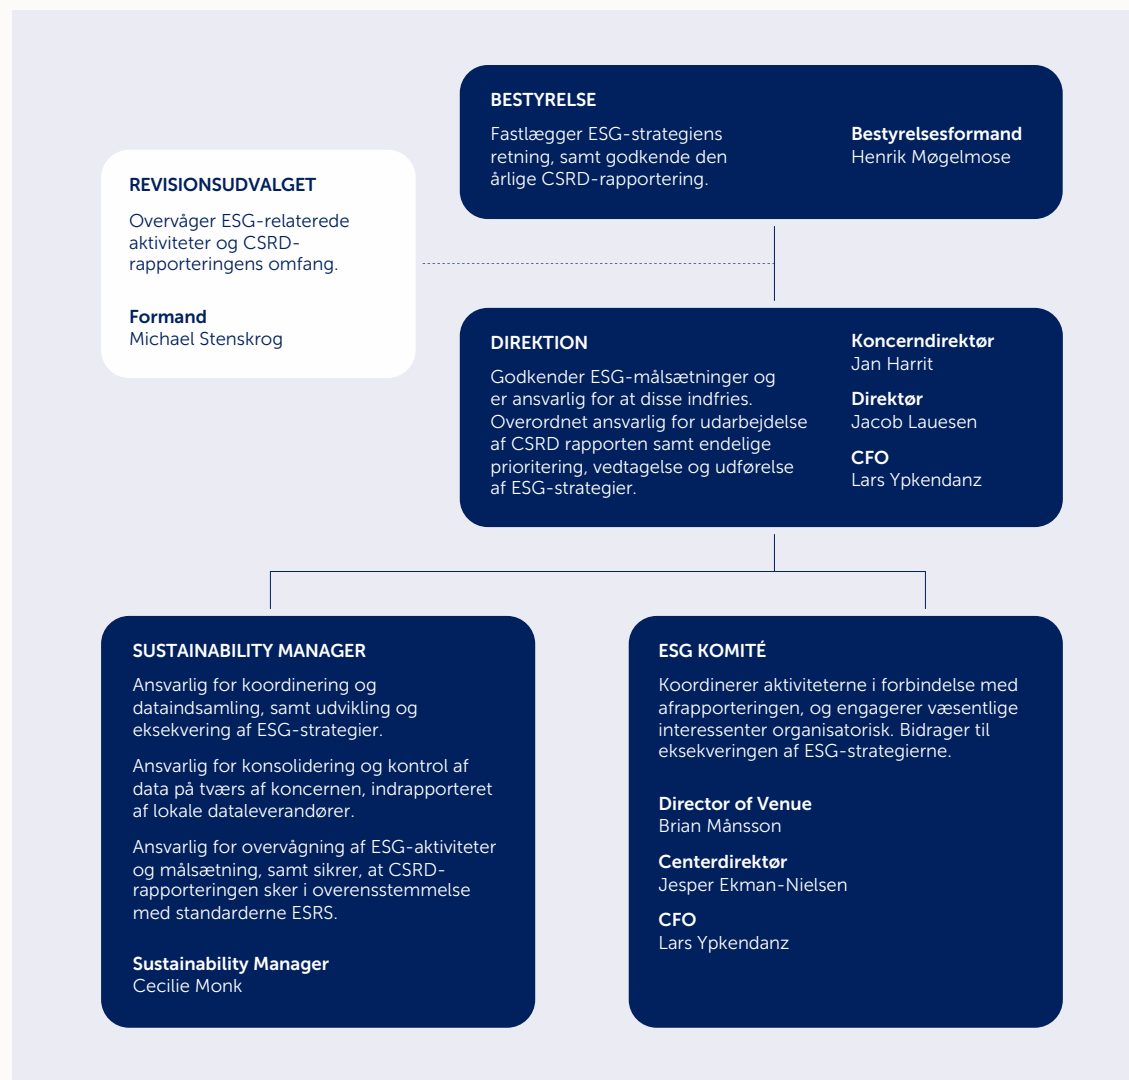 BESTYRELSE
Fastlægger ESG-strategiens
retning, samt godkende den
årlige CSRD-rapportering.
Bestyrelsesformand
Henrik Møgelmose
REVISIONSUDVALGET
Overvåger ESG-relaterede
aktiviteter og CSRD-
rapporteringens omfang.
Formand
Michael Stenskrog
DIREKTION
Godkender ESG-målsætninger og
er ansvarlig for at disse indfries.
Overordnet ansvarlig for udarbejdelse
af CSRD rapporten samt endelige
prioritering, vedtagelse og udførelse
af ESG-strategier.
Koncerndirektør
Jan Harrit
Direktør
Jacob Lauesen
CFO
Lars Ypkendanz
SUSTAINABILITY MANAGER
Ansvarlig for koordinering og
dataindsamling, samt udvikling og
eksekvering af ESG-strategier.
Ansvarlig for konsolidering og kontrol af
data på tværs af koncernen, indrapporteret
af lokale dataleverandører.
Ansvarlig for overvågning af ESG-aktiviteter
og målsætning, samt sikrer, at CSRD-
rapporteringen sker i overensstemmelse
med standarderne ESRS.
Sustainability Manager
Cecilie Monk
ESG KOMITÉ
Koordinerer aktiviteterne i forbindelse med
afrapporteringen, og engagerer væsentlige
interessenter organisatorisk. Bidrager til
eksekveringen af ESG-strategierne.
Director of Venue
Brian Månsson
Centerdirektør
Jesper Ekman-Nielsen
CFO
Lars Ypkendanz